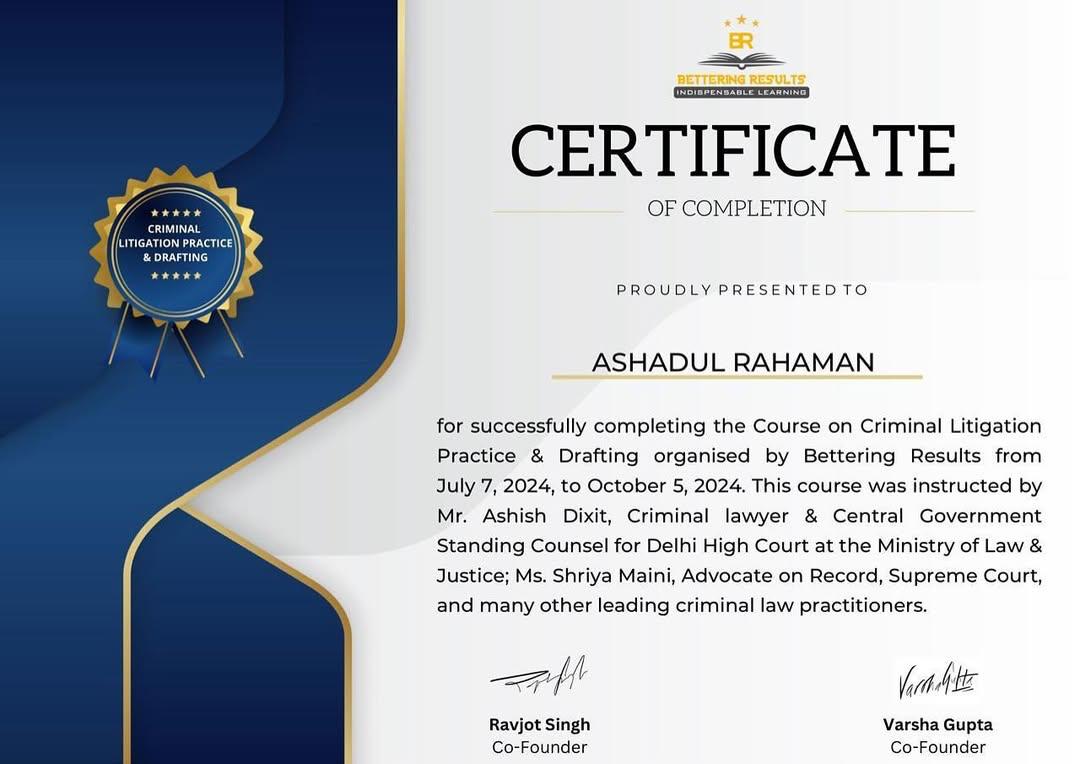 BR
BETTERING RESULTS
INDISPENSABLE LEARNING
CERTIFICATE
OF COMPLETION
CRIMINAL
LITIGATION PRACTICE
& DRAFTING
PROUDLY PRESENTED TO
ASHADUL RAHAMAN
for successfully completing the Course on Criminal Litigation
Practice & Drafting organised by Bettering Results from
July 7, 2024, to October 5, 2024. This course was instructed by
Mr. Ashish Dixit, Criminal lawyer & Central Government
Standing Counsel for Delhi High Court at the Ministry of Law &
Justice; Ms. Shriya Maini, Advocate on Record, Supreme Court,
and many other leading criminal law practitioners.
Varsha Gupta
Ravjot Singh
Co-Founder
Varsha Gupta
Co-Founder